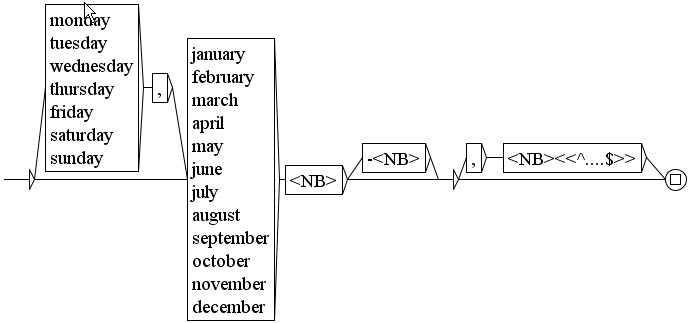 monday
tuesday
wednesday
thursday
friday
saturday
sunday
,
january
february
march
april
may
june
july
august
september
october
november
december
<NB>
-<NB>
,
<NB><<^....$>>